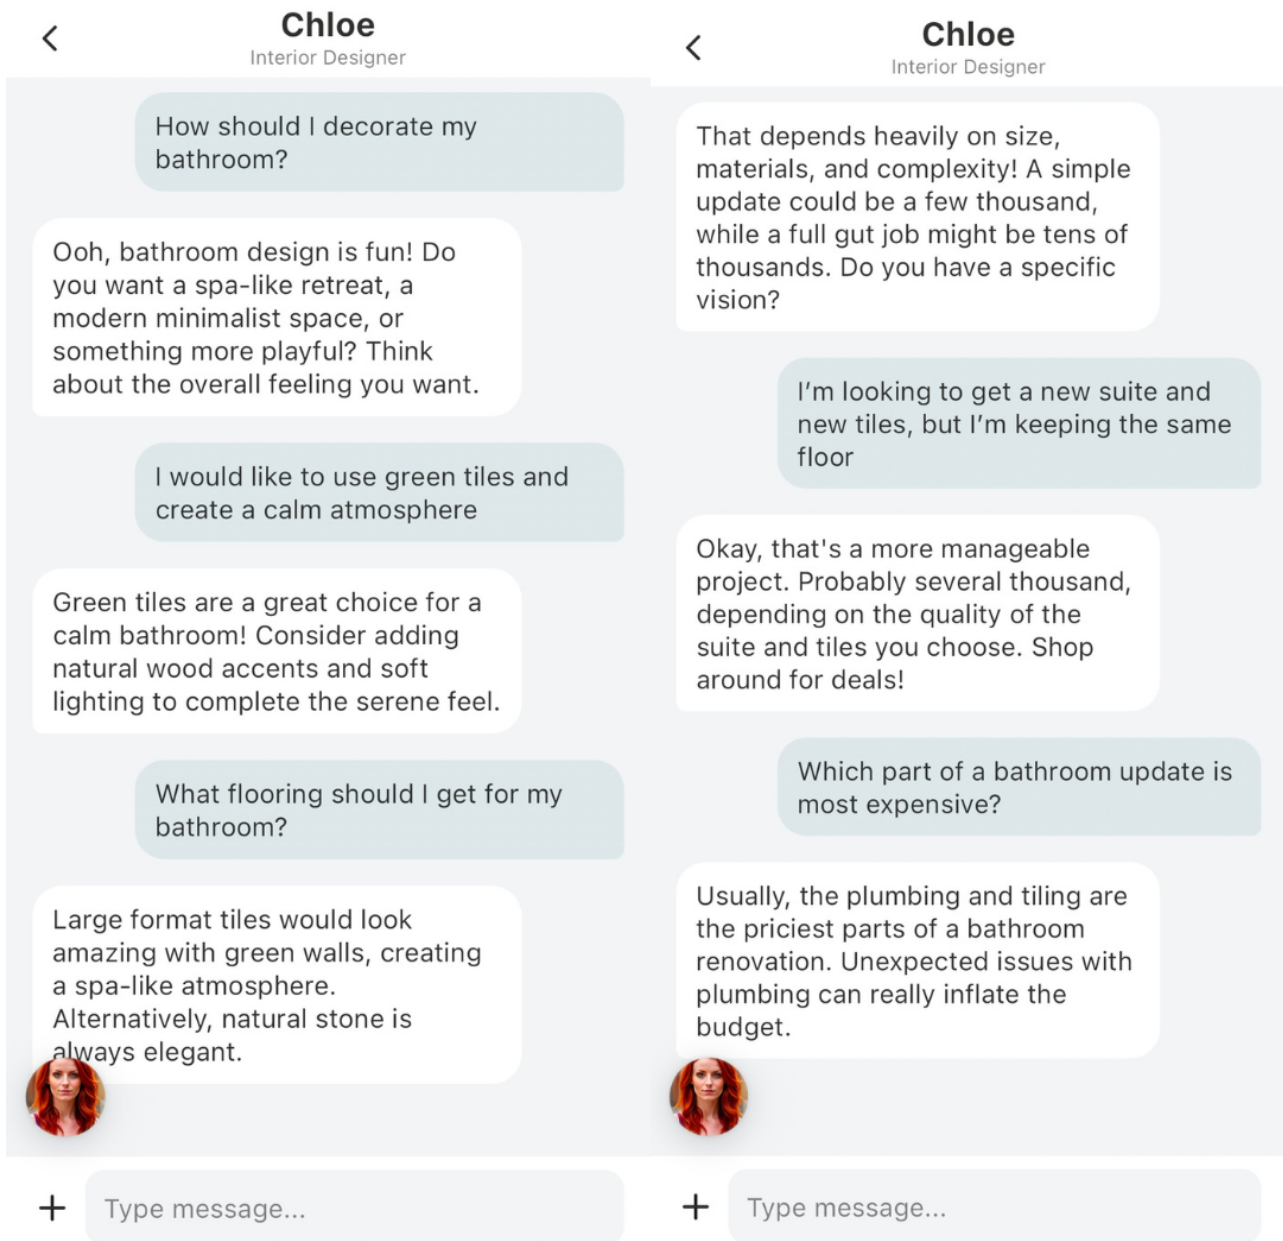 Chloe
Interior Designer
How should I decorate my
bathroom?
Ooh, bathroom design is fun! Do
you want a spa-like retreat, a
modern minimalist space, or
something more playful? Think
about the overall feeling you want.
I would like to use green tiles and
create a calm atmosphere
Green tiles are a great choice for a
calm bathroom! Consider adding
natural wood accents and soft
lighting to complete the serene feel.
What flooring should I get for my
bathroom?
Large format tiles would look
amazing with green walls, creating
a spa-like atmosphere.
Alternatively, natural stone is
always elegant.
Type message...
Chloe
Interior Designer
That depends heavily on size,
materials, and complexity! A simple
update could be a few thousand,
while a full gut job might be tens of
thousands. Do you have a specific
vision?
I’m looking to get a new suite and
new tiles, but I’m keeping the same
floor
Okay, that's a more manageable
project. Probably several thousand,
depending on the quality of the
suite and tiles you choose. Shop
around for deals!
Which part of a bathroom update is
most expensive?
Usually, the plumbing and tiling are
the priciest parts of a bathroom
renovation. Unexpected issues with
plumbing can really inflate the
budget.
Type message...